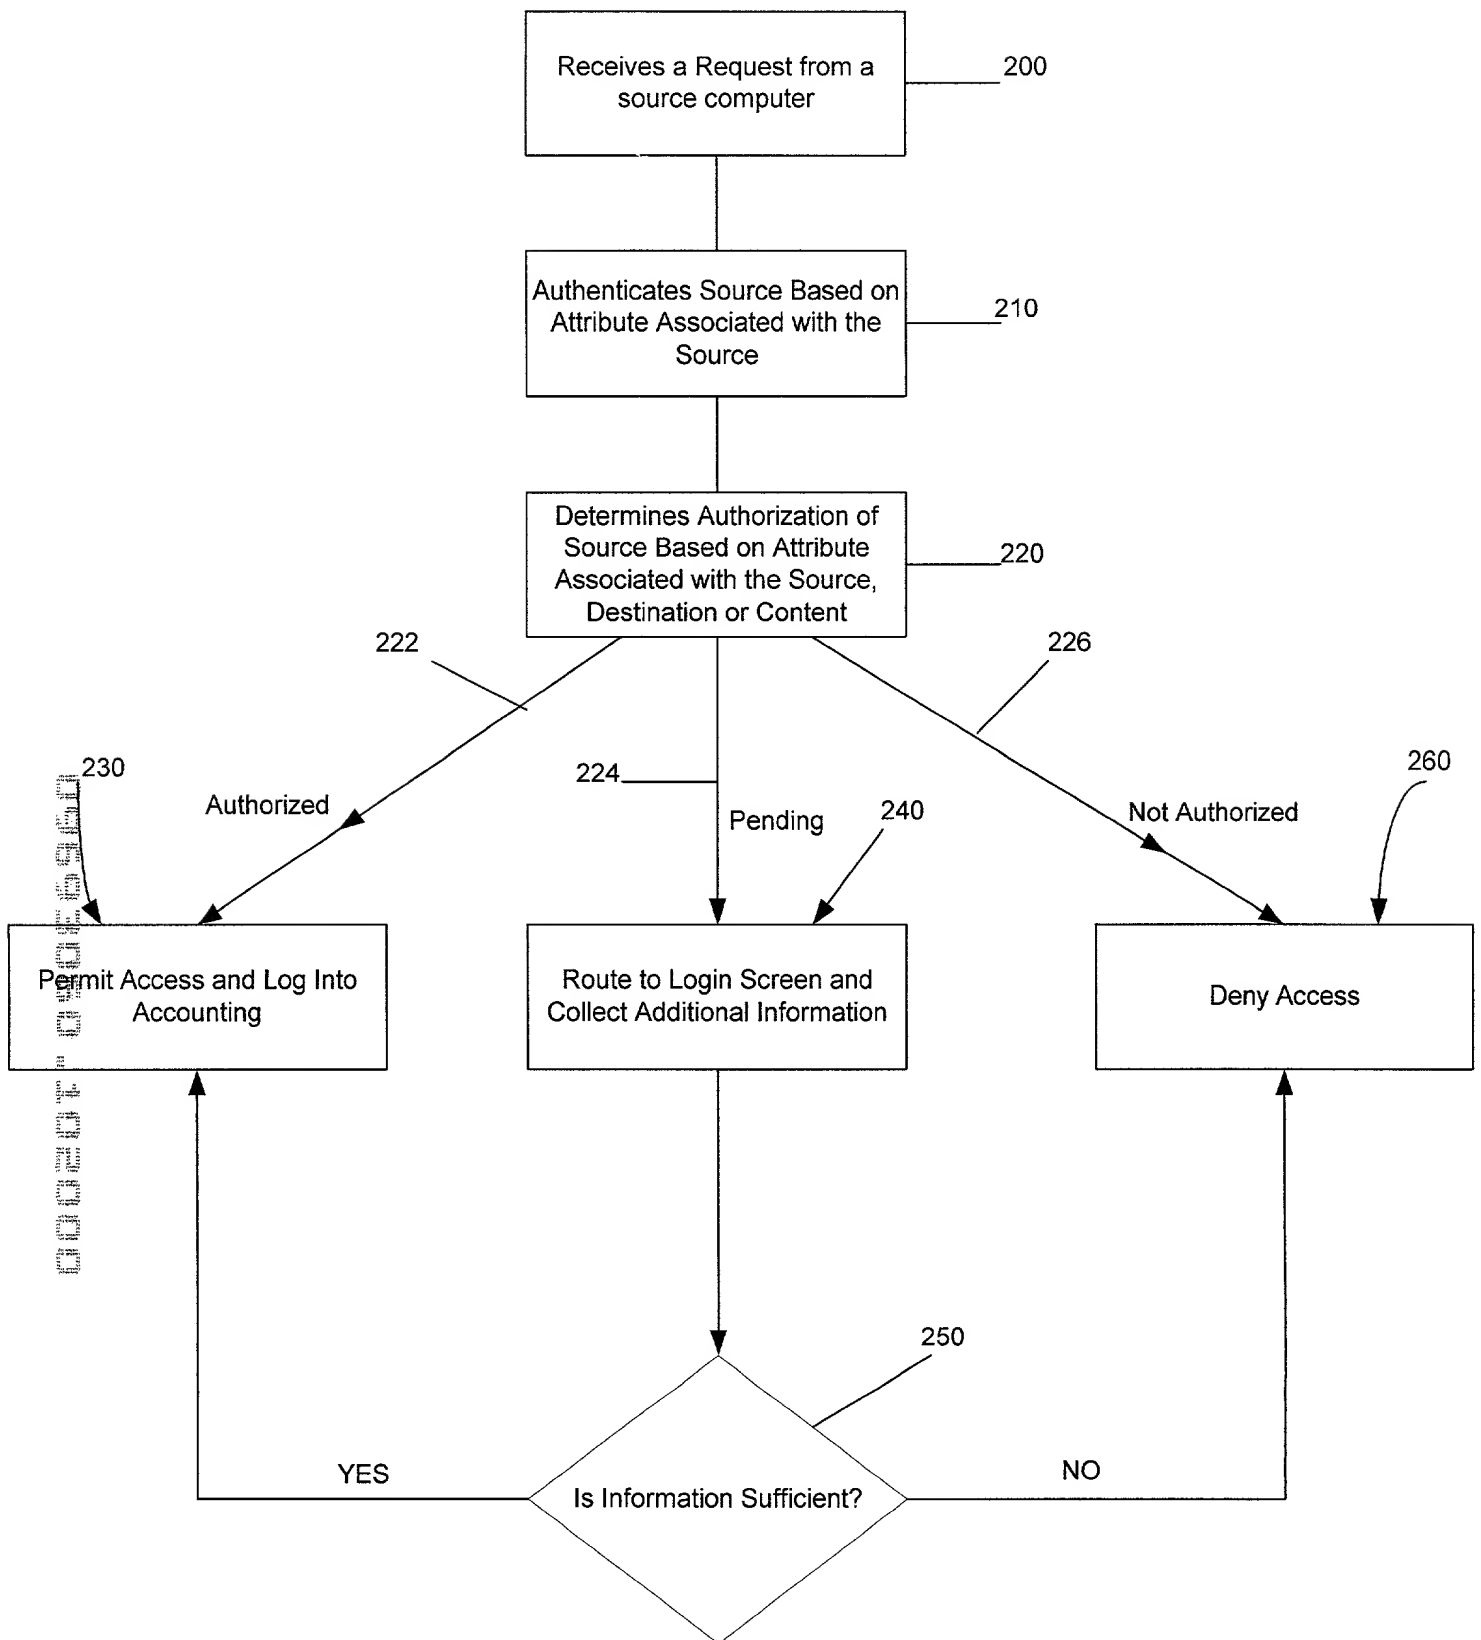 Receives a Request from a
source computer
200
Authenticates Source Based on
Attribute Associated with the
Source
210
Determines Authorization of
Source Based on Attribute
Associated with the Source,
Destination or Content
220
222
226
230
224
260
Authorized
Pending
240
Not Authorized
Permit Access and Log Into
Accounting
Route to Login Screen and
Collect Additional Information
Deny Access
250
YES
NO
Is Information Sufficient?